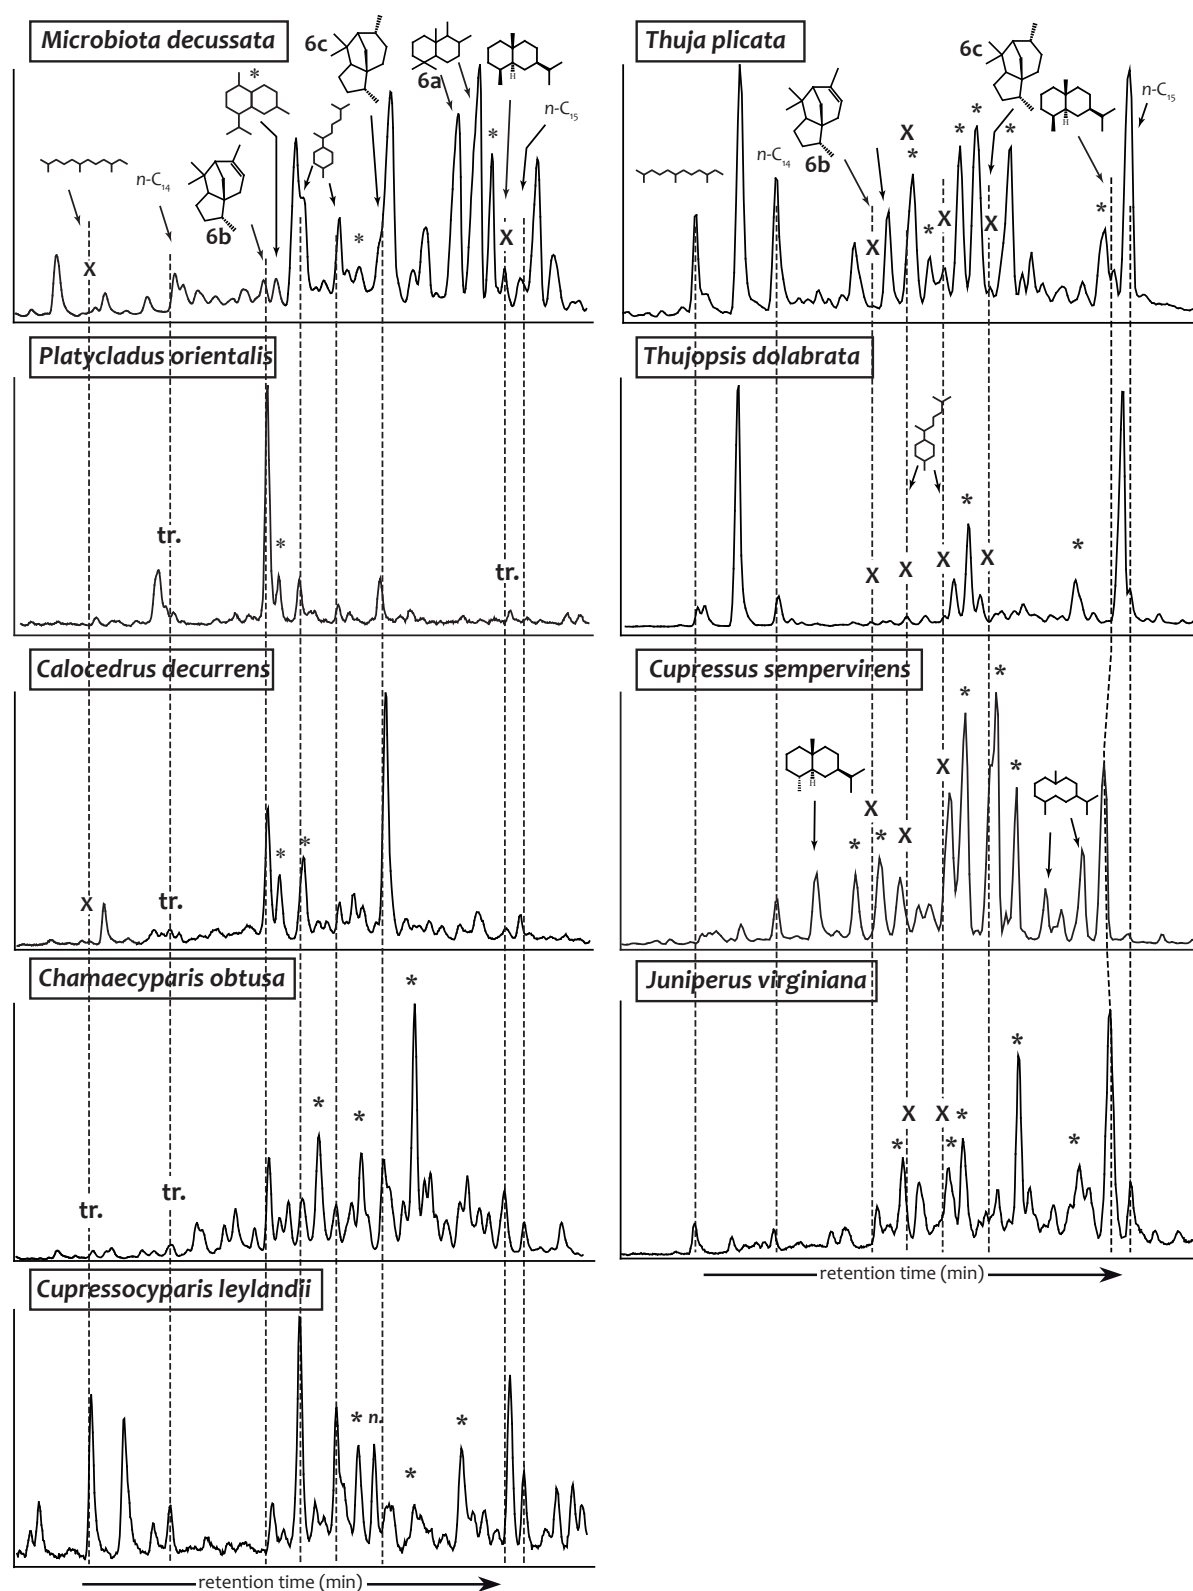 Microbiota decussata
6c
6a
*
n-C15
n-C14
6b
*
*
X
X
Platycladus orientalis
tr.
*
tr.
Calocedrus decurrens
*
*
X
tr.
Chamaecyparis obtusa
*
*
*
tr.
tr.
Cupressocyparis leylandii
* n.
*
*
retention time (min)
Thuja plicata
6c
n-C15
n-C14
6b
X
*
*
*
*
H
*
*
X
X
X
Thujopsis dolabrata
*
X
X
X
X
*
Cupressus sempervirens
*
*
H
X
*
X
*
*
X
Juniperus virginiana
*
X
X
*
*
*
*
retention time (min)